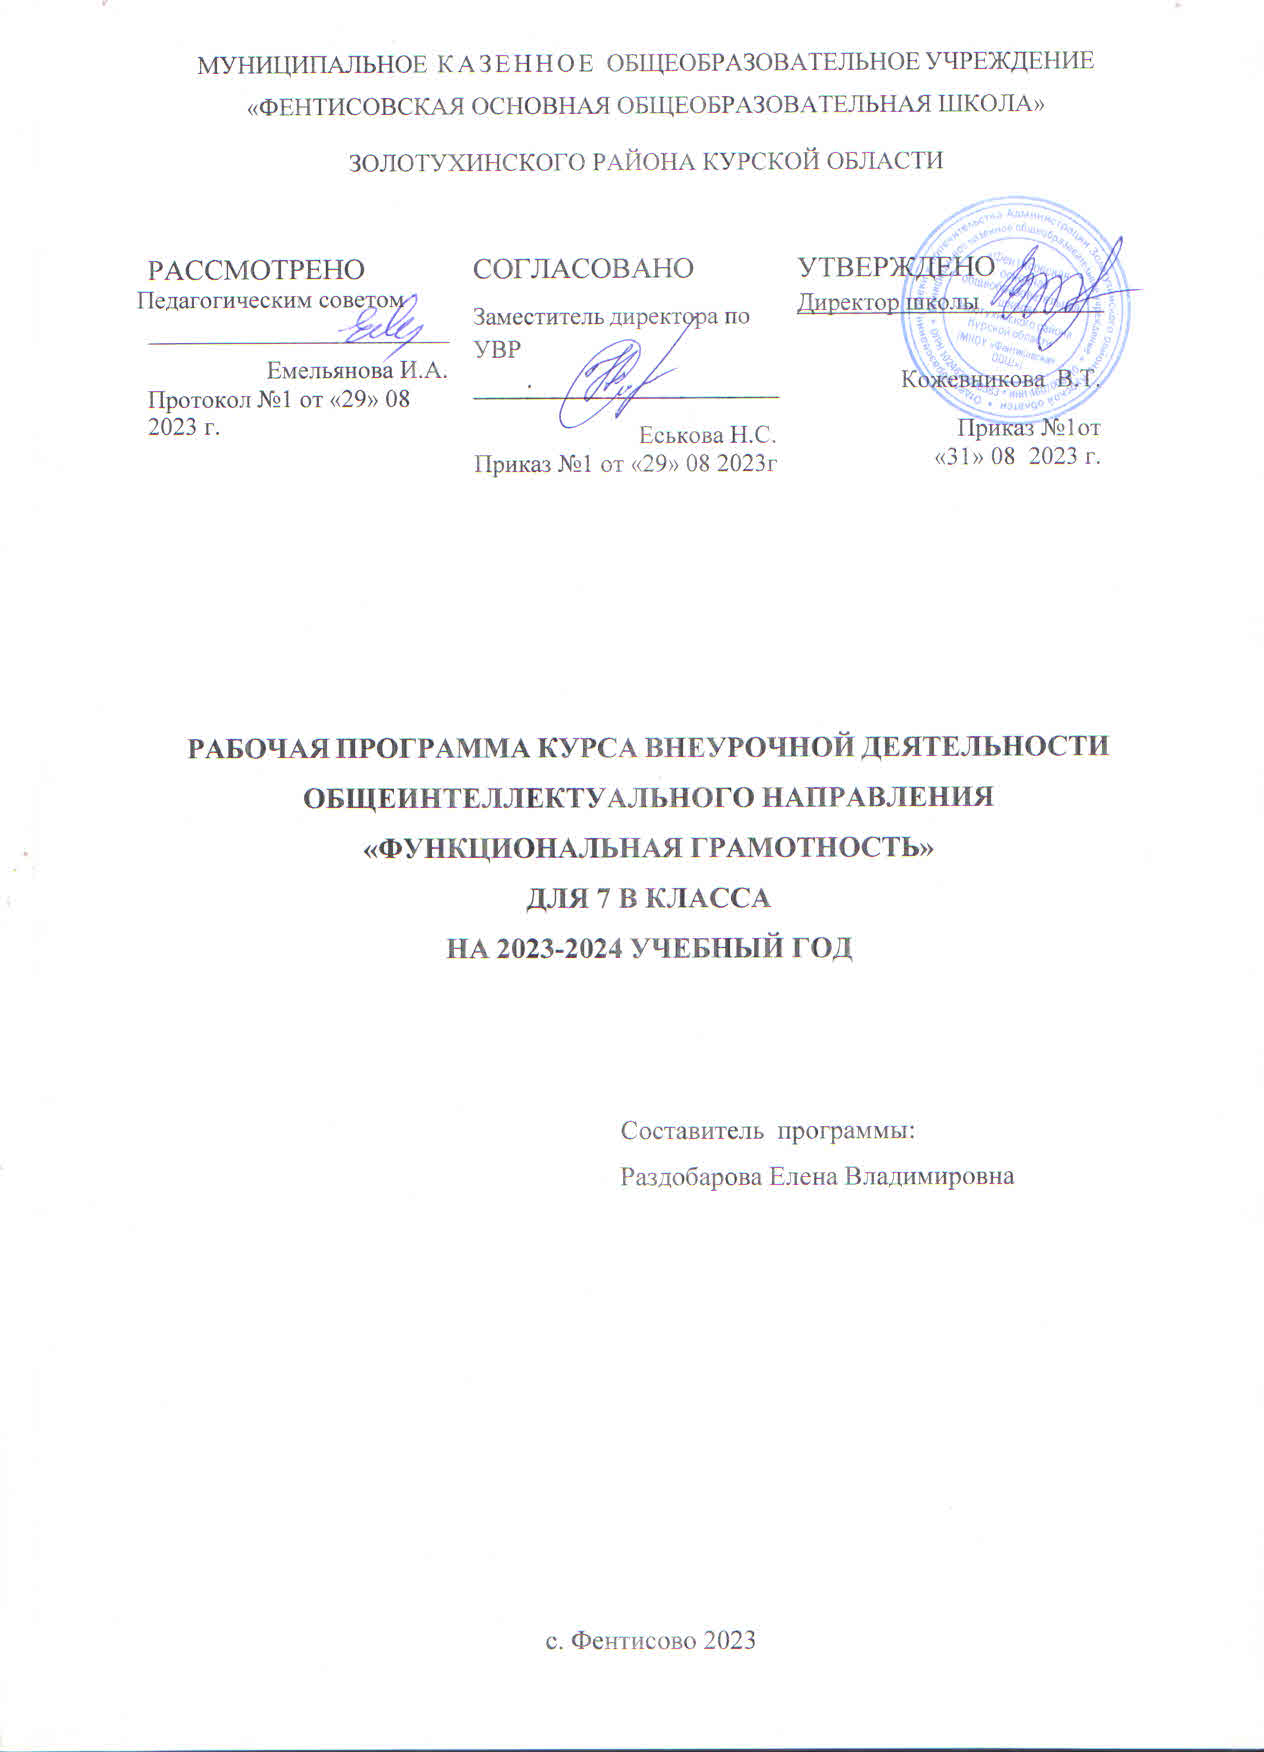 МУНИЦИПАЛЬНОЕ КАЗЕННОЕ ОБЩЕОБРАЗОВАТЕЛЬНОЕ УЧРЕЖДЕНИЕ
«ФЕНТИСОВСКАЯ ОСНОВНАЯ ОБЩЕОБРАЗОВАТЕЛЬНАЯ ШКОЛА»
ЗОЛОТУХИНСКОГО РАЙОНА КУРСКОЙ ОБЛАСТИ
РАССМОТРЕНО
Педагогическим советом
Емельянова И.А.
Протокол №1 от «29» 08
2023 г.
СОГЛАСОВАНО
Заместитель директора по
УВР
Еськова Н.С.
Приказ №1 от «29» 08 2023г
УТВЕРЖДЕНО
Директор школы
Кожевникова В.Т.
Приказ №1от
«31» 08 2023 г.
РАБОЧАЯ ПРОГРАММА КУРСА ВНЕУРОЧНОЙ ДЕЯТЕЛЬНОСТИ
ОБЩЕИНТЕЛЛЕКТУАЛЬНОГО НАПРАВЛЕНИЯ
«ФУНКЦИОНАЛЬНАЯ ГРАМОТНОСТЬ»
ДЛЯ 7 В КЛАССА
НА 2023-2024 УЧЕБНЫЙ ГОД
Составитель программы:
Раздобарова Елена Владимировна
с. Фентисово 2023